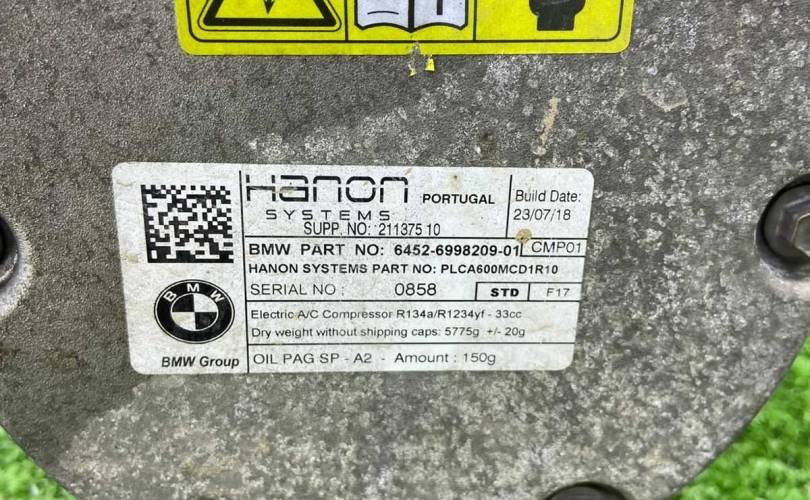 Hanon PORTUGAL
SYSTEMS
SUPP. NO: 211375 10
Build Date:
23/07/18
BMW PART NO: 6452-6998209-01 CMP01
HANON SYSTEMS PART NO: PLCA600MCD1R10
SERIAL NO : 0858 STD F17
BMW
Electric A/C Compressor R134a/R1234yf - 33cc
Dry weight without shipping caps: 5775g +/- 20g
BMW Group
OIL PAG SP - A2 - Amount : 150g